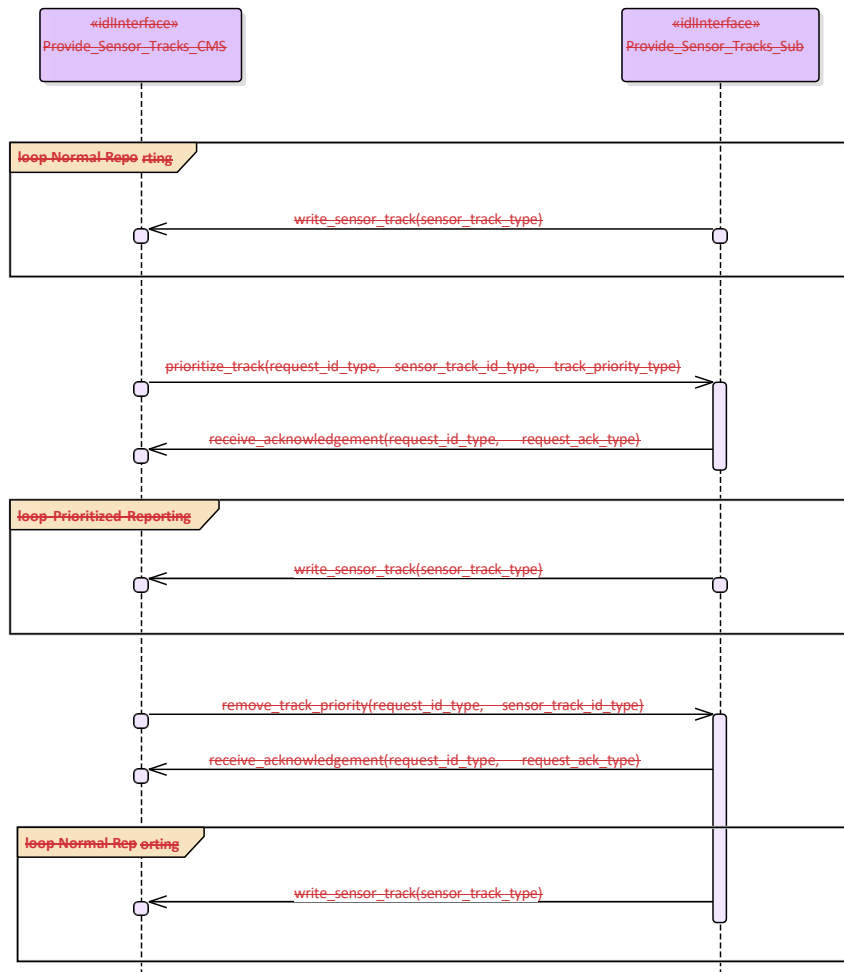 «idlInterface»
Provide_Sensor_Tracks_CMS
«idlInterface»
Provide_Sensor_Tracks_Sub
loop Normal Repo rting
write_sensor_track(sensor_track_type)
prioritize_track(request_id_type, sensor_track_id_type, track_priority_type)
receive_acknowledgement(request_id_type, request_ack_type)
loop Prioritized Reporting
write_sensor_track(sensor_track_type)
remove_track_priority(request_id_type, sensor_track_id_type)
receive_acknowledgement(request_id_type, request_ack_type)
loop Normal Rep orting
write_sensor_track(sensor_track_type)